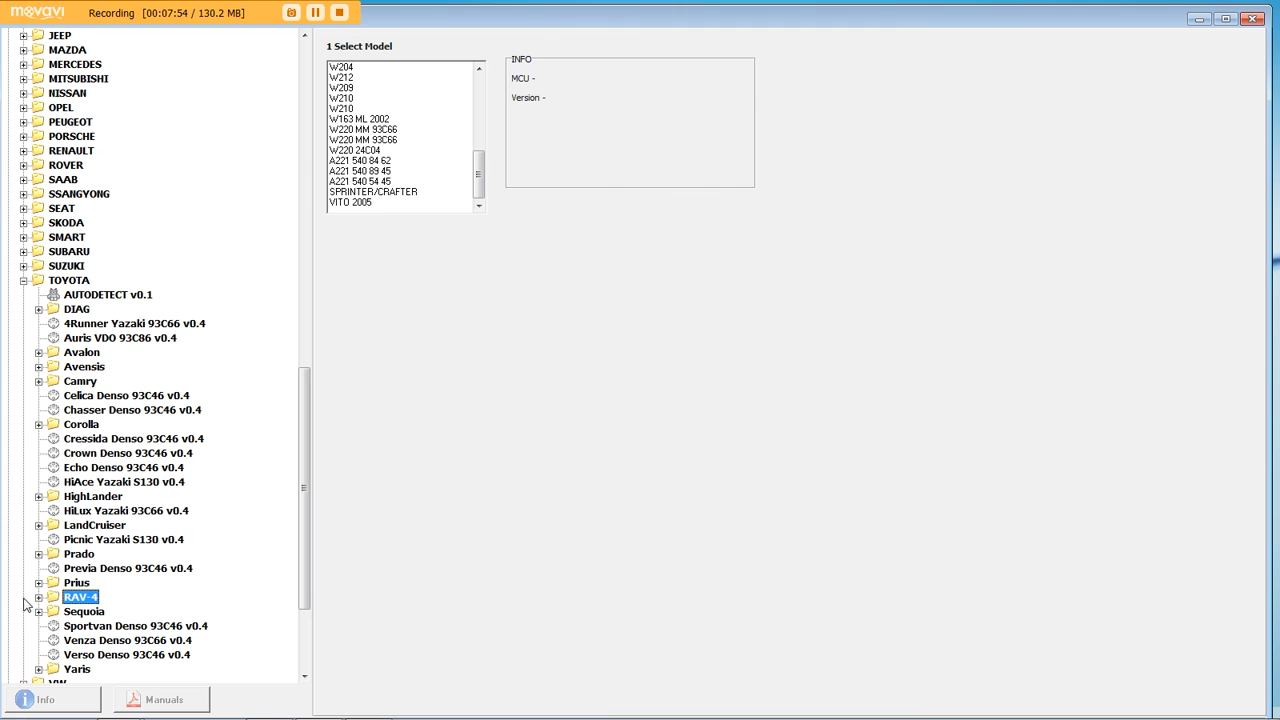 movavi
Recording [00:07:54 / 130.2 MB]
JEEP
MAZDA
MERCEDES
MITSUBISHI
NISSAN
OPEL
PEUGEOT
PORSCHE
RENAULT
ROVER
SAAB
SSANGYONG
SEAT
SKODA
SMART
SUBARU
SUZUKI
TOYOTA
AUTODETECT v0.1
DIAG
4Runner Yazaki 93C66 v0.4
Auris VDO 93C86 v0.4
Avalon
Avensis
Camry
Celica Denso 93C46 v0.4
Chasser Denso 93C46 v0.4
Corolla
Cressida Denso 93C46 v0.4
Crown Denso 93C46 v0.4
Echo Denso 93C46 v0.4
HiAce Yazaki S130 v0.4
HighLander
HiLux Yazaki 93C66 v0.4
LandCruiser
Picnic Yazaki S130 v0.4
Prado
Previa Denso 93C46 v0.4
Prius
RAV-4
Sequoia
Sportvan Denso 93C46 v0.4
Venza Denso 93C66 v0.4
Verso Denso 93C46 v0.4
Yaris
VW
Info
Manuals
1 Select Model
W204
W212
W209
W210
W210
W163 ML 2002
W220 MM 93C66
W220 MM 93C66
W220 24C04
A221 540 84 62
A221 540 89 45
A221 540 54 45
SPRINTER/CRAFTER
VITO 2005
INFO
MCU -
Version -